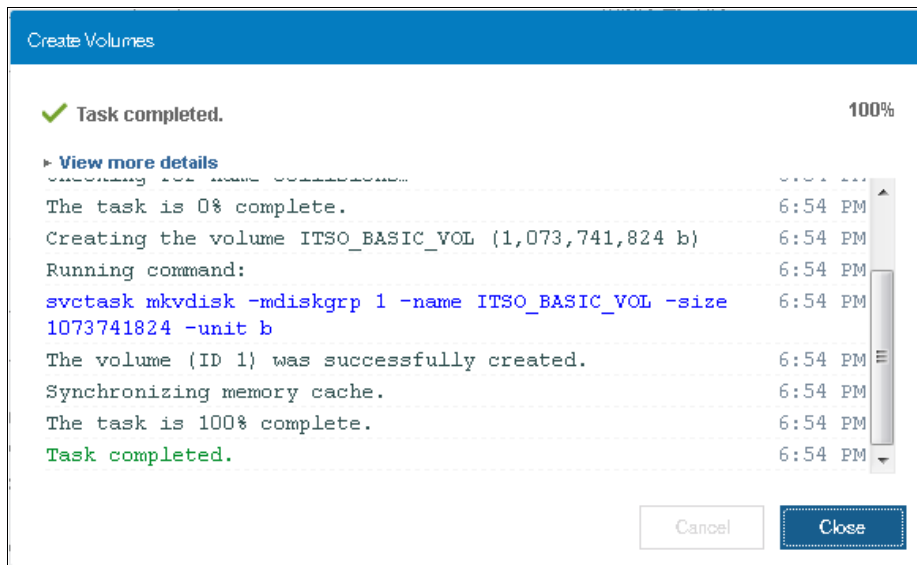 Create Volumes
Task completed.
100%
View more details
The task is 0% complete. 6:54 PM
Creating the volume ITSO_BASIC_VOL (1,073,741,824 b) 6:54 PM
Running command: 6:54 PM
svctask mkvdisk -mdiskgrp 1 -name ITSO_BASIC_VOL -size 6:54 PM
1073741824 -unit b
The volume (ID 1) was successfully created. 6:54 PM
Synchronizing memory cache. 6:54 PM
The task is 100% complete. 6:54 PM
Task completed. 6:54 PM
Cancel
Close